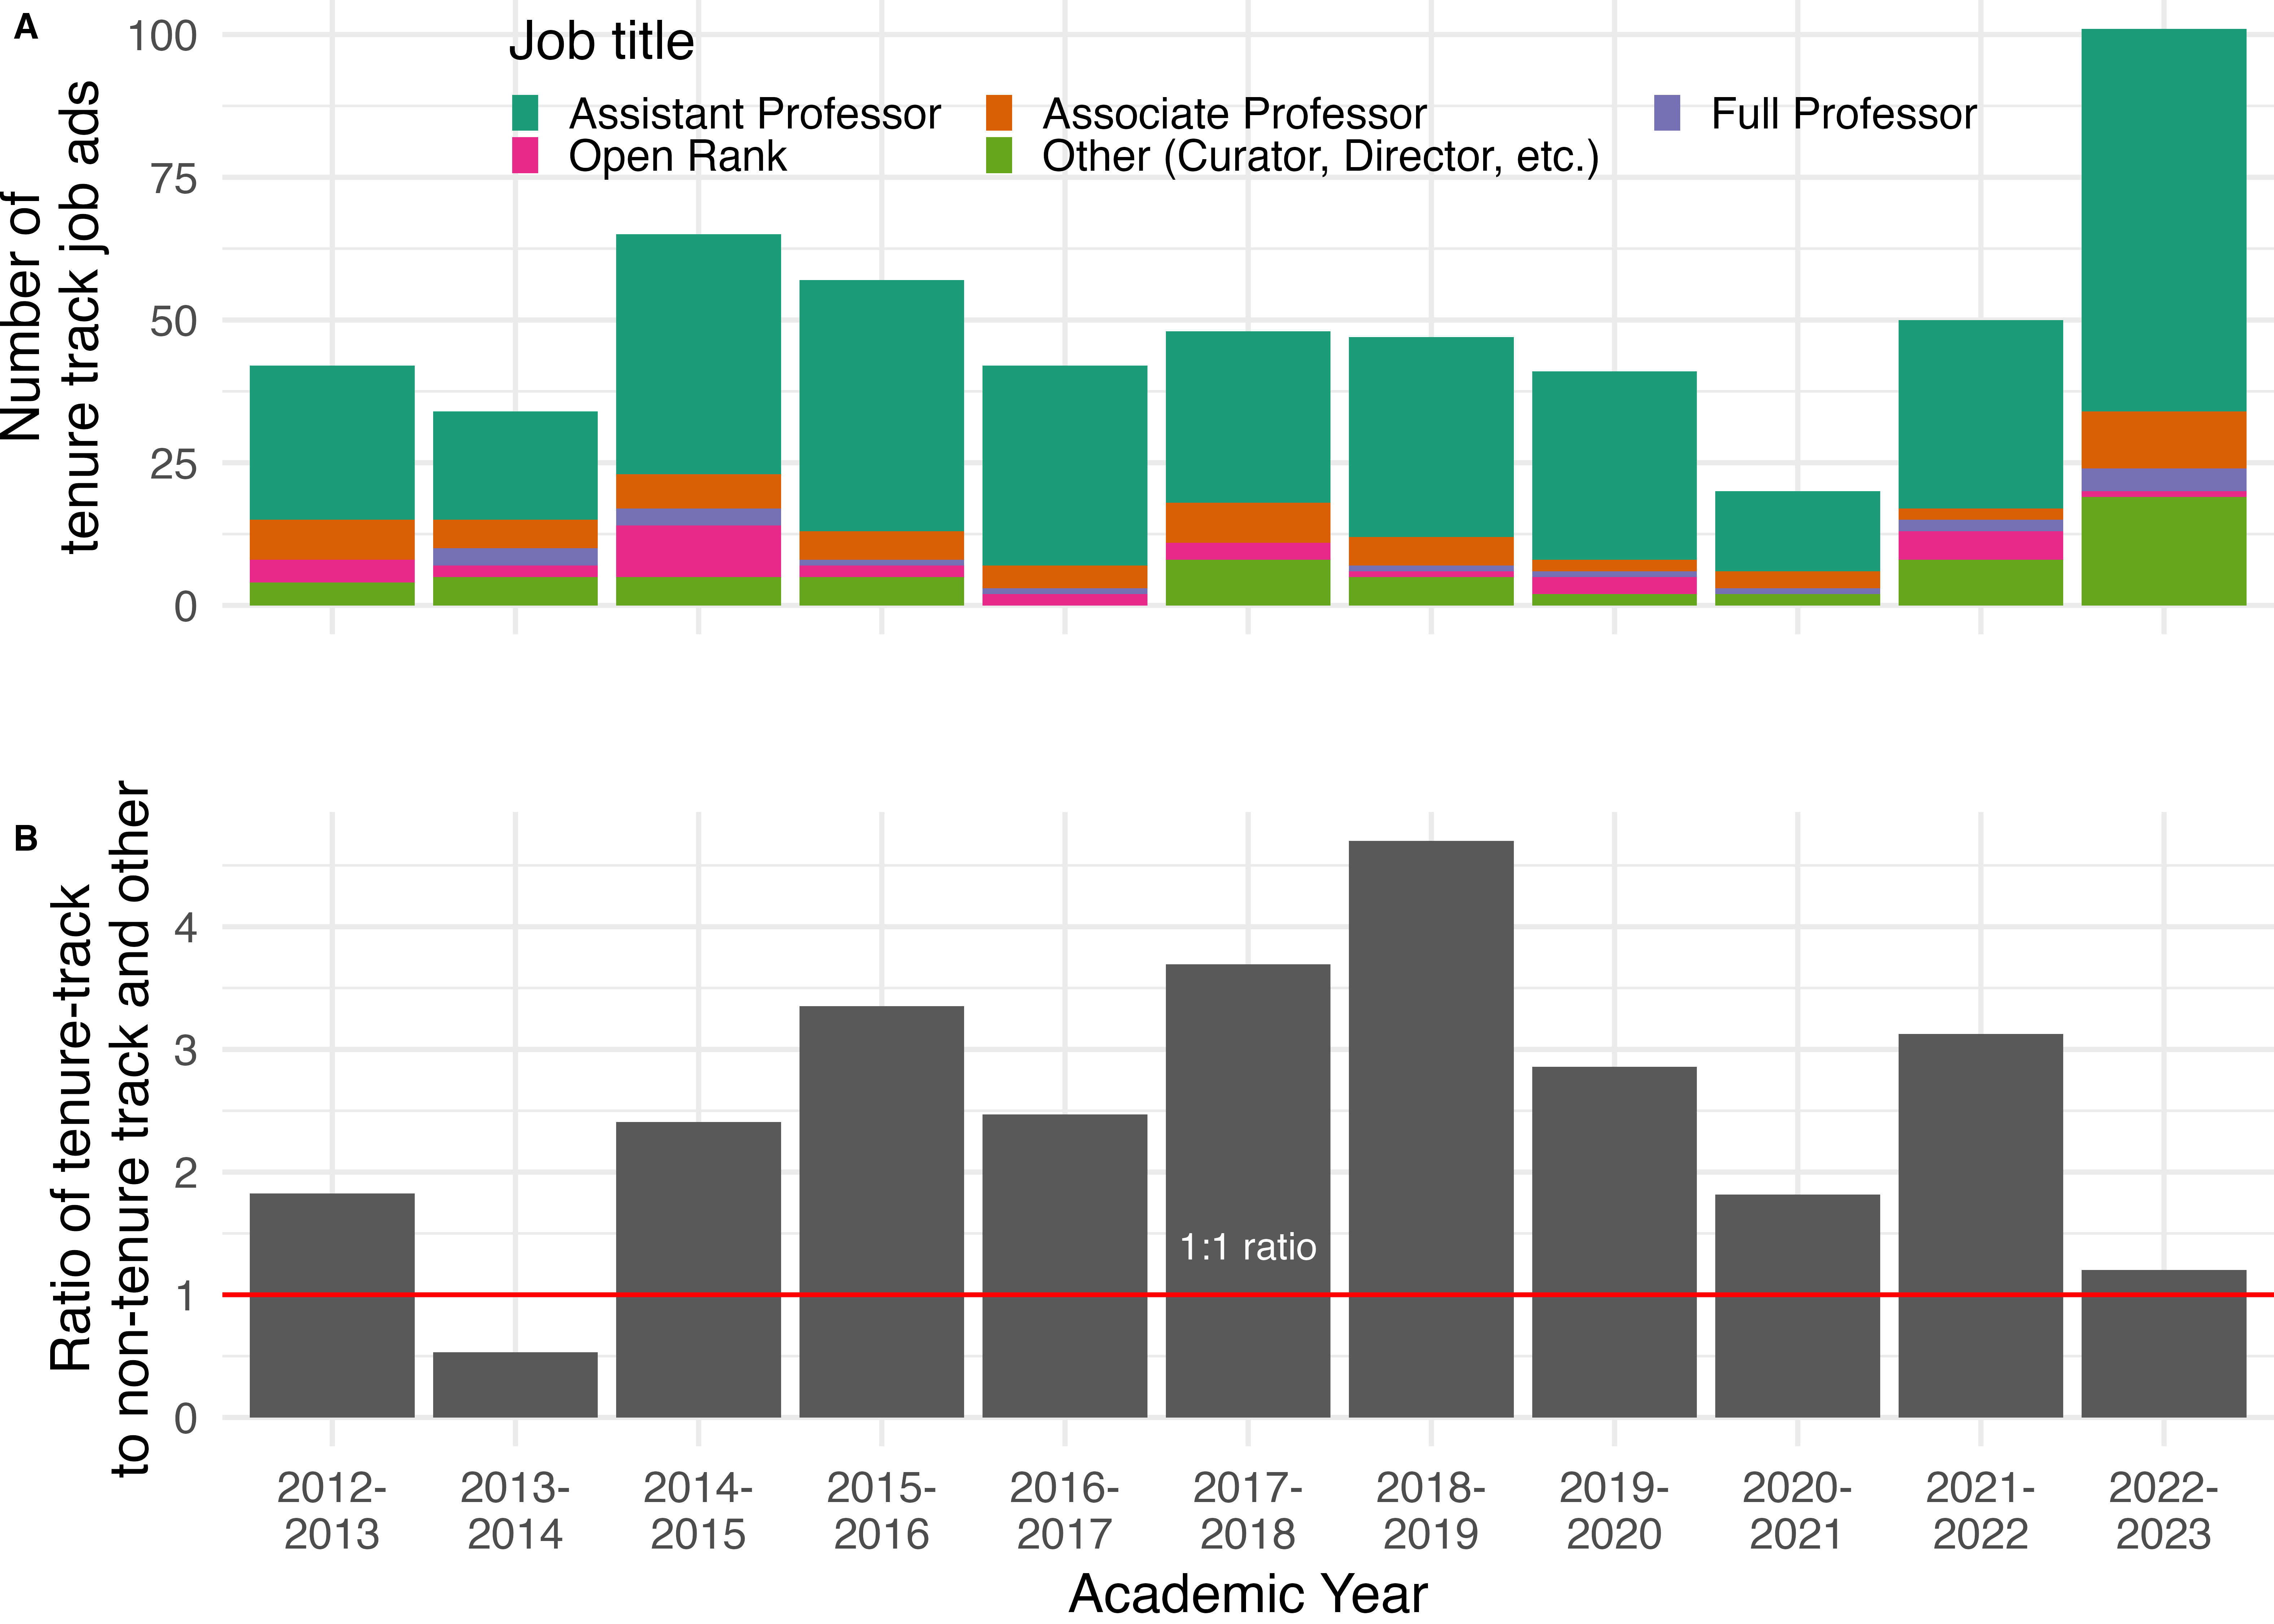 A
Number of
tenure track job ads
100
75
50
25
0
Job title
Assistant Professor
Associate Professor
Full Professor
Open Rank
Other (Curator, Director, etc.)
B
Ratio of tenure-track
to non-tenure track and other
4
3
2
1
0
1:1 ratio
2012-
2013
2013-
2014
2014-
2015
2015-
2016
2016-
2017
2017-
2018
2018-
2019
2019-
2020
2020-
2021
2021-
2022
2022-
2023
Academic Year